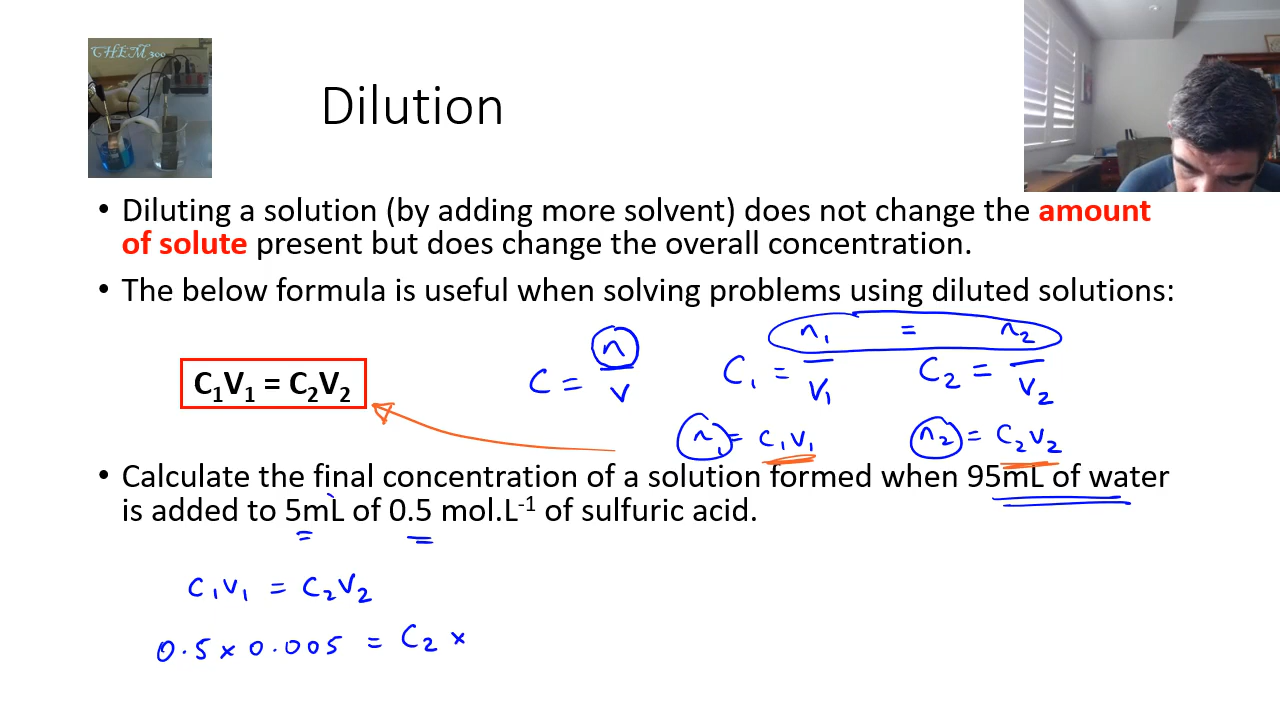 CHEM300
Dilution
• Diluting a solution (by adding more solvent) does not change the amount
of solute present but does change the overall concentration.
• The below formula is useful when solving problems using diluted solutions:
n₁ = n₂
C = n/v
C₁ = /V₁
C₂ = /V₂
C₁V₁ = C₂V₂
n₁ = C₁V₁
n₂ = C₂V₂
• Calculate the final concentration of a solution formed when 95mL of water
is added to 5mL of 0.5 mol.L⁻¹ of sulfuric acid.
C₁V₁ = C₂V₂
0.5 × 0.005 = C₂ ×